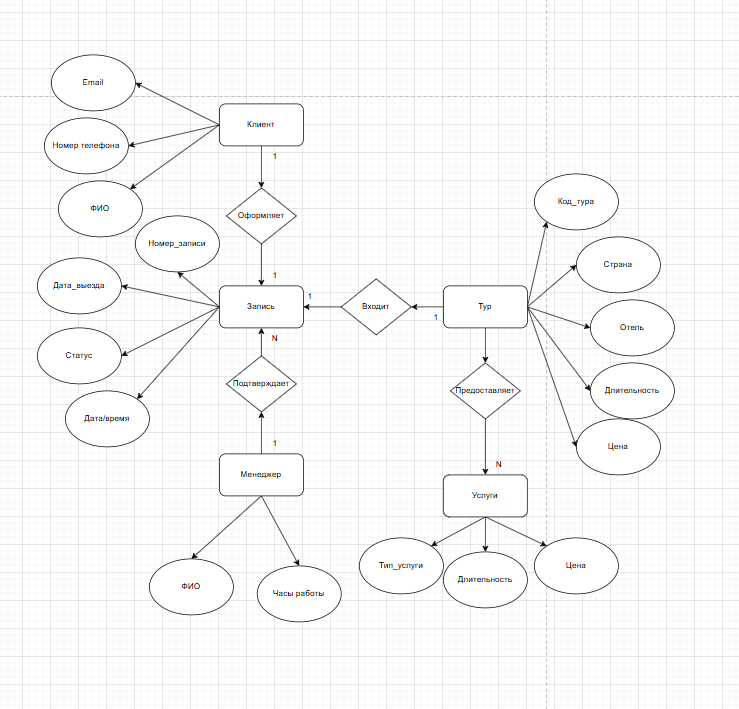 Email
Клиент
Номер телефона
1
Код_тура
ФИО
Оформляет
Номер_записи
Страна
1
Дата_выезда
1
Запись
Входит
Тур
1
Отель
N
Статус
Подтверждает
Предоставляет
Длительность
Дата/время
1
Цена
N
Менеджер
Услуги
Тип_услуги
Цена
Длительность
ФИО
Часы работы